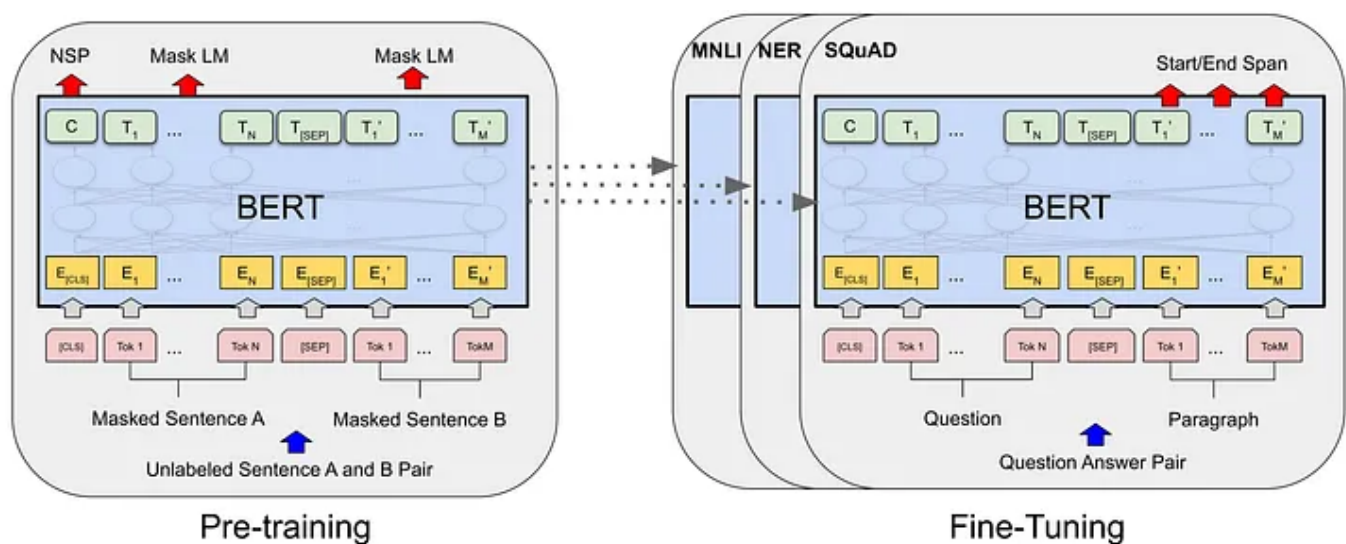 NSP Mask LM Mask LM
C T1 ... TN T[SEP] T1' ... TM'
...
BERT
...
E[CLS] E1 ... EN E[SEP] E1' ... EM'
[CLS] Tok 1 ... Tok N [SEP] Tok 1 ... TokM
Masked Sentence A Masked Sentence B
Unlabeled Sentence A and B Pair
Pre-training
MNLI NER SQuAD
Start/End Span
C T1 ... TN T[SEP] T1' ... TM'
...
BERT
...
E[CLS] E1 ... EN E[SEP] E1' ... EM'
[CLS] Tok 1 ... Tok N [SEP] Tok 1 ... TokM
Question Paragraph
Question Answer Pair
Fine-Tuning